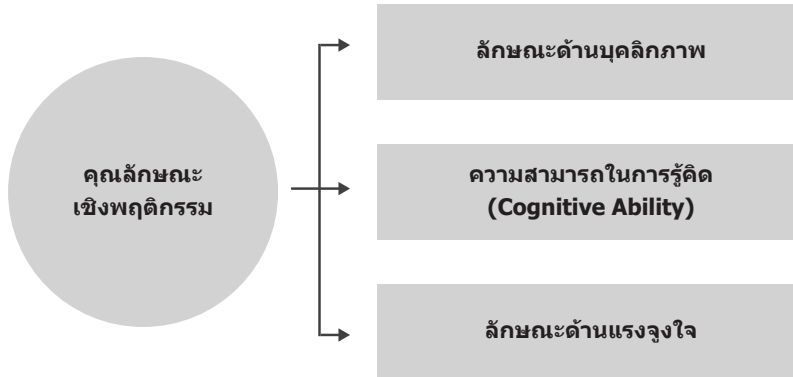 คุณลักษณะ
เชิงพฤติกรรม
ลักษณะด้านบุคลิกภาพ
ความสามารถในการรู้คิด
(Cognitive Ability)
ลักษณะด้านแรงจูงใจ